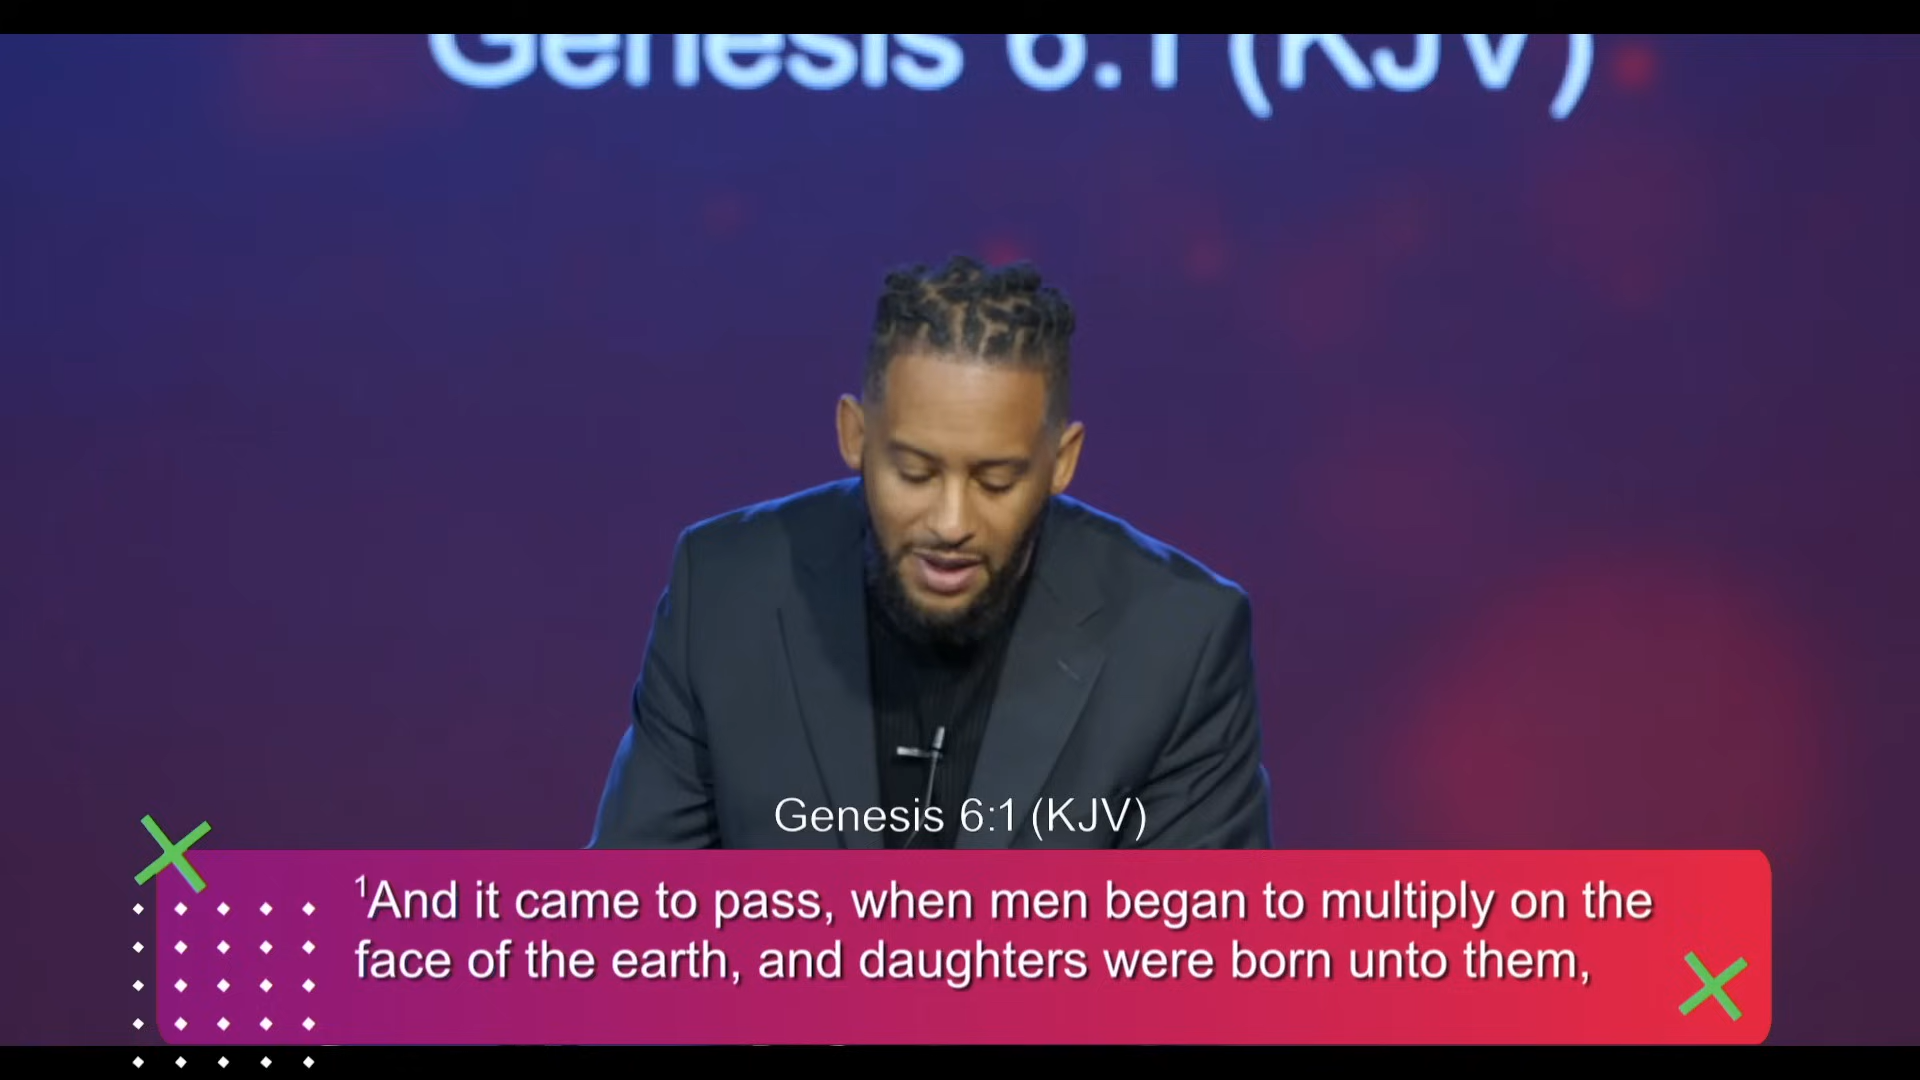 Genesis 6:1 (KJV)
Genesis 6:1 (KJV)
¹And it came to pass, when men began to multiply on the
face of the earth, and daughters were born unto them,